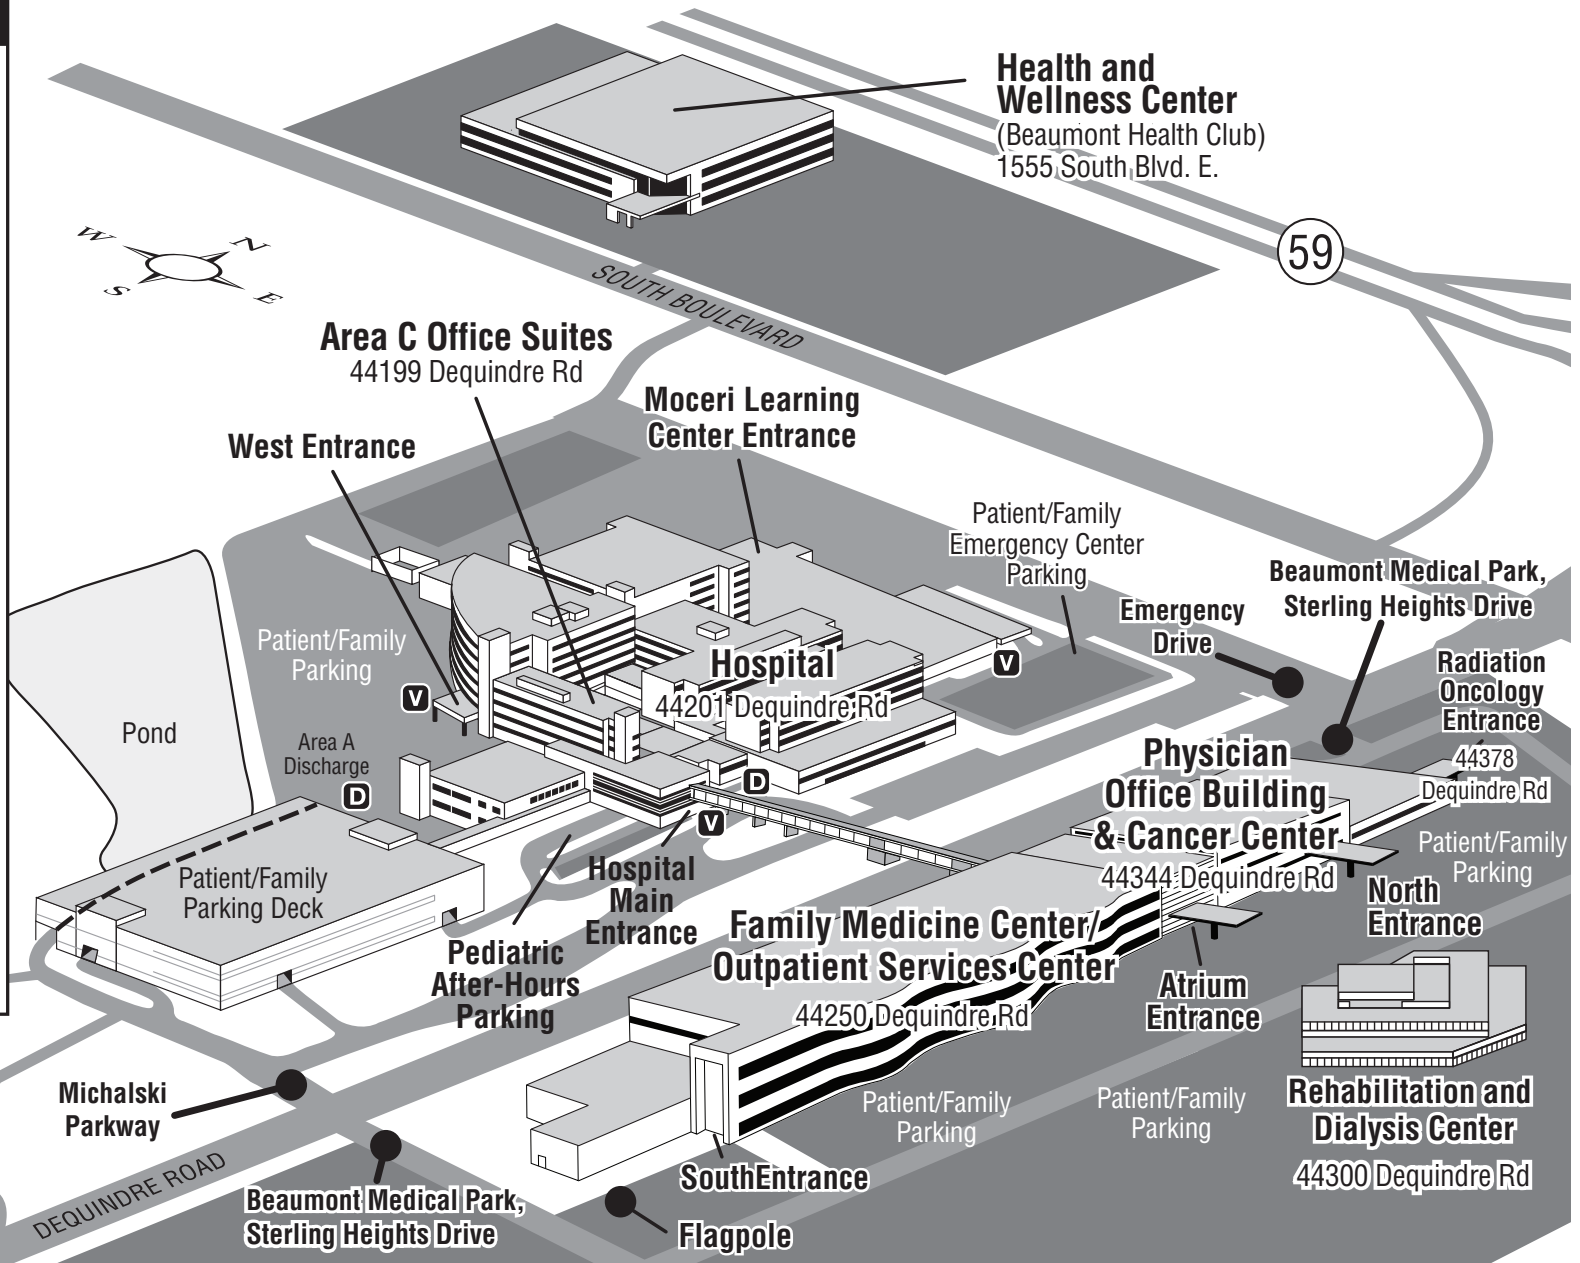 Health and
Wellness Center
(Beaumont Health Club)
1555 South Blvd. E.
59
W
N
S
E
SOUTH BOULEVARD
Area C Office Suites
44199 Dequindre Rd
Moceri Learning
Center Entrance
West Entrance
Patient/Family
Emergency Center
Parking
Beaumont Medical Park,
Sterling Heights Drive
Emergency
Drive
Patient/Family
Parking
Hospital
44201 Dequindre Rd
V
V
Radiation
Oncology
Entrance
44378
Dequindre Rd
Pond
Area A
Discharge
D
D
V
Physician
Office Building
& Cancer Center
44344 Dequindre Rd
Patient/Family
Parking
North
Entrance
Patient/Family
Parking Deck
Hospital
Main
Entrance
Pediatric
After-Hours
Parking
Family Medicine Center/
Outpatient Services Center
44250 Dequindre Rd
Atrium
Entrance
Michalski
Parkway
Patient/Family
Parking
Patient/Family
Parking
Rehabilitation and
Dialysis Center
44300 Dequindre Rd
DEQUINDRE ROAD
Beaumont Medical Park,
Sterling Heights Drive
SouthEntrance
Flagpole